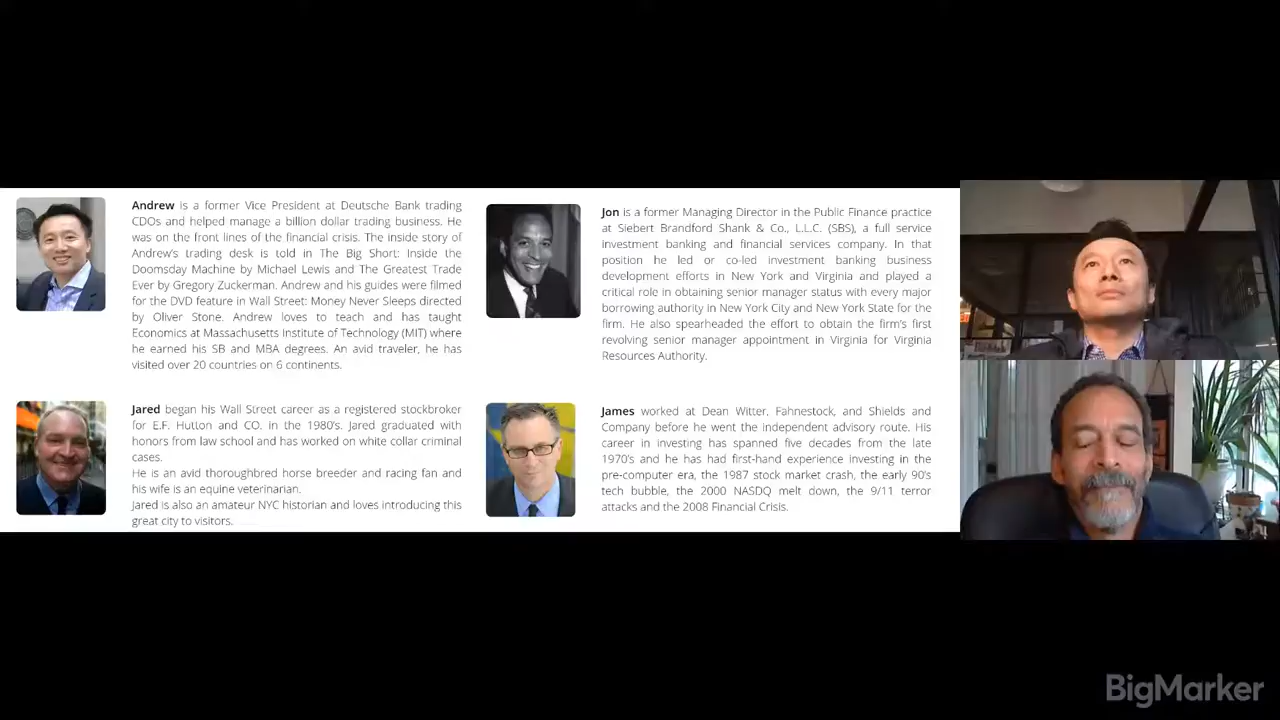 Andrew is a former Vice President at Deutsche Bank trading
CDOs and helped manage a billion dollar trading business. He
was on the front lines of the financial crisis. The inside story of
Andrew's trading desk is told in The Big Short: Inside the
Doomsday Machine by Michael Lewis and The Greatest Trade
Ever by Gregory Zuckerman. Andrew and his guides were filmed
for the DVD feature in Wall Street: Money Never Sleeps directed
by Oliver Stone. Andrew loves to teach and has taught
Economics at Massachusetts Institute of Technology (MIT) where
he earned his SB and MBA degrees. An avid traveler, he has
visited over 20 countries on 6 continents.
Jon is a former Managing Director in the Public Finance practice
at Siebert Brandford Shank & Co., L.L.C. (SBS), a full service
investment banking and financial services company. In that
position he led or co-led investment banking business
development efforts in New York and Virginia and played a
critical role in obtaining senior manager status with every major
borrowing authority in New York City and New York State for the
firm. He also spearheaded the effort to obtain the firm's first
revolving senior manager appointment in Virginia for Virginia
Resources Authority.
Jared began his Wall Street career as a registered stockbroker
for E.F. Hutton and CO. in the 1980's. Jared graduated with
honors from law school and has worked on white collar criminal
cases.
He is an avid thoroughbred horse breeder and racing fan and
his wife is an equine veterinarian.
Jared is also an amateur NYC historian and loves introducing this
great city to visitors.
James worked at Dean Witter, Fahnestock, and Shields and
Company before he went the independent advisory route. His
career in investing has spanned five decades from the late
1970's and he has had first-hand experience investing in the
pre-computer era, the 1987 stock market crash, the early 90's
tech bubble, the 2000 NASDQ melt down, the 9/11 terror
attacks and the 2008 Financial Crisis.
BigMarker